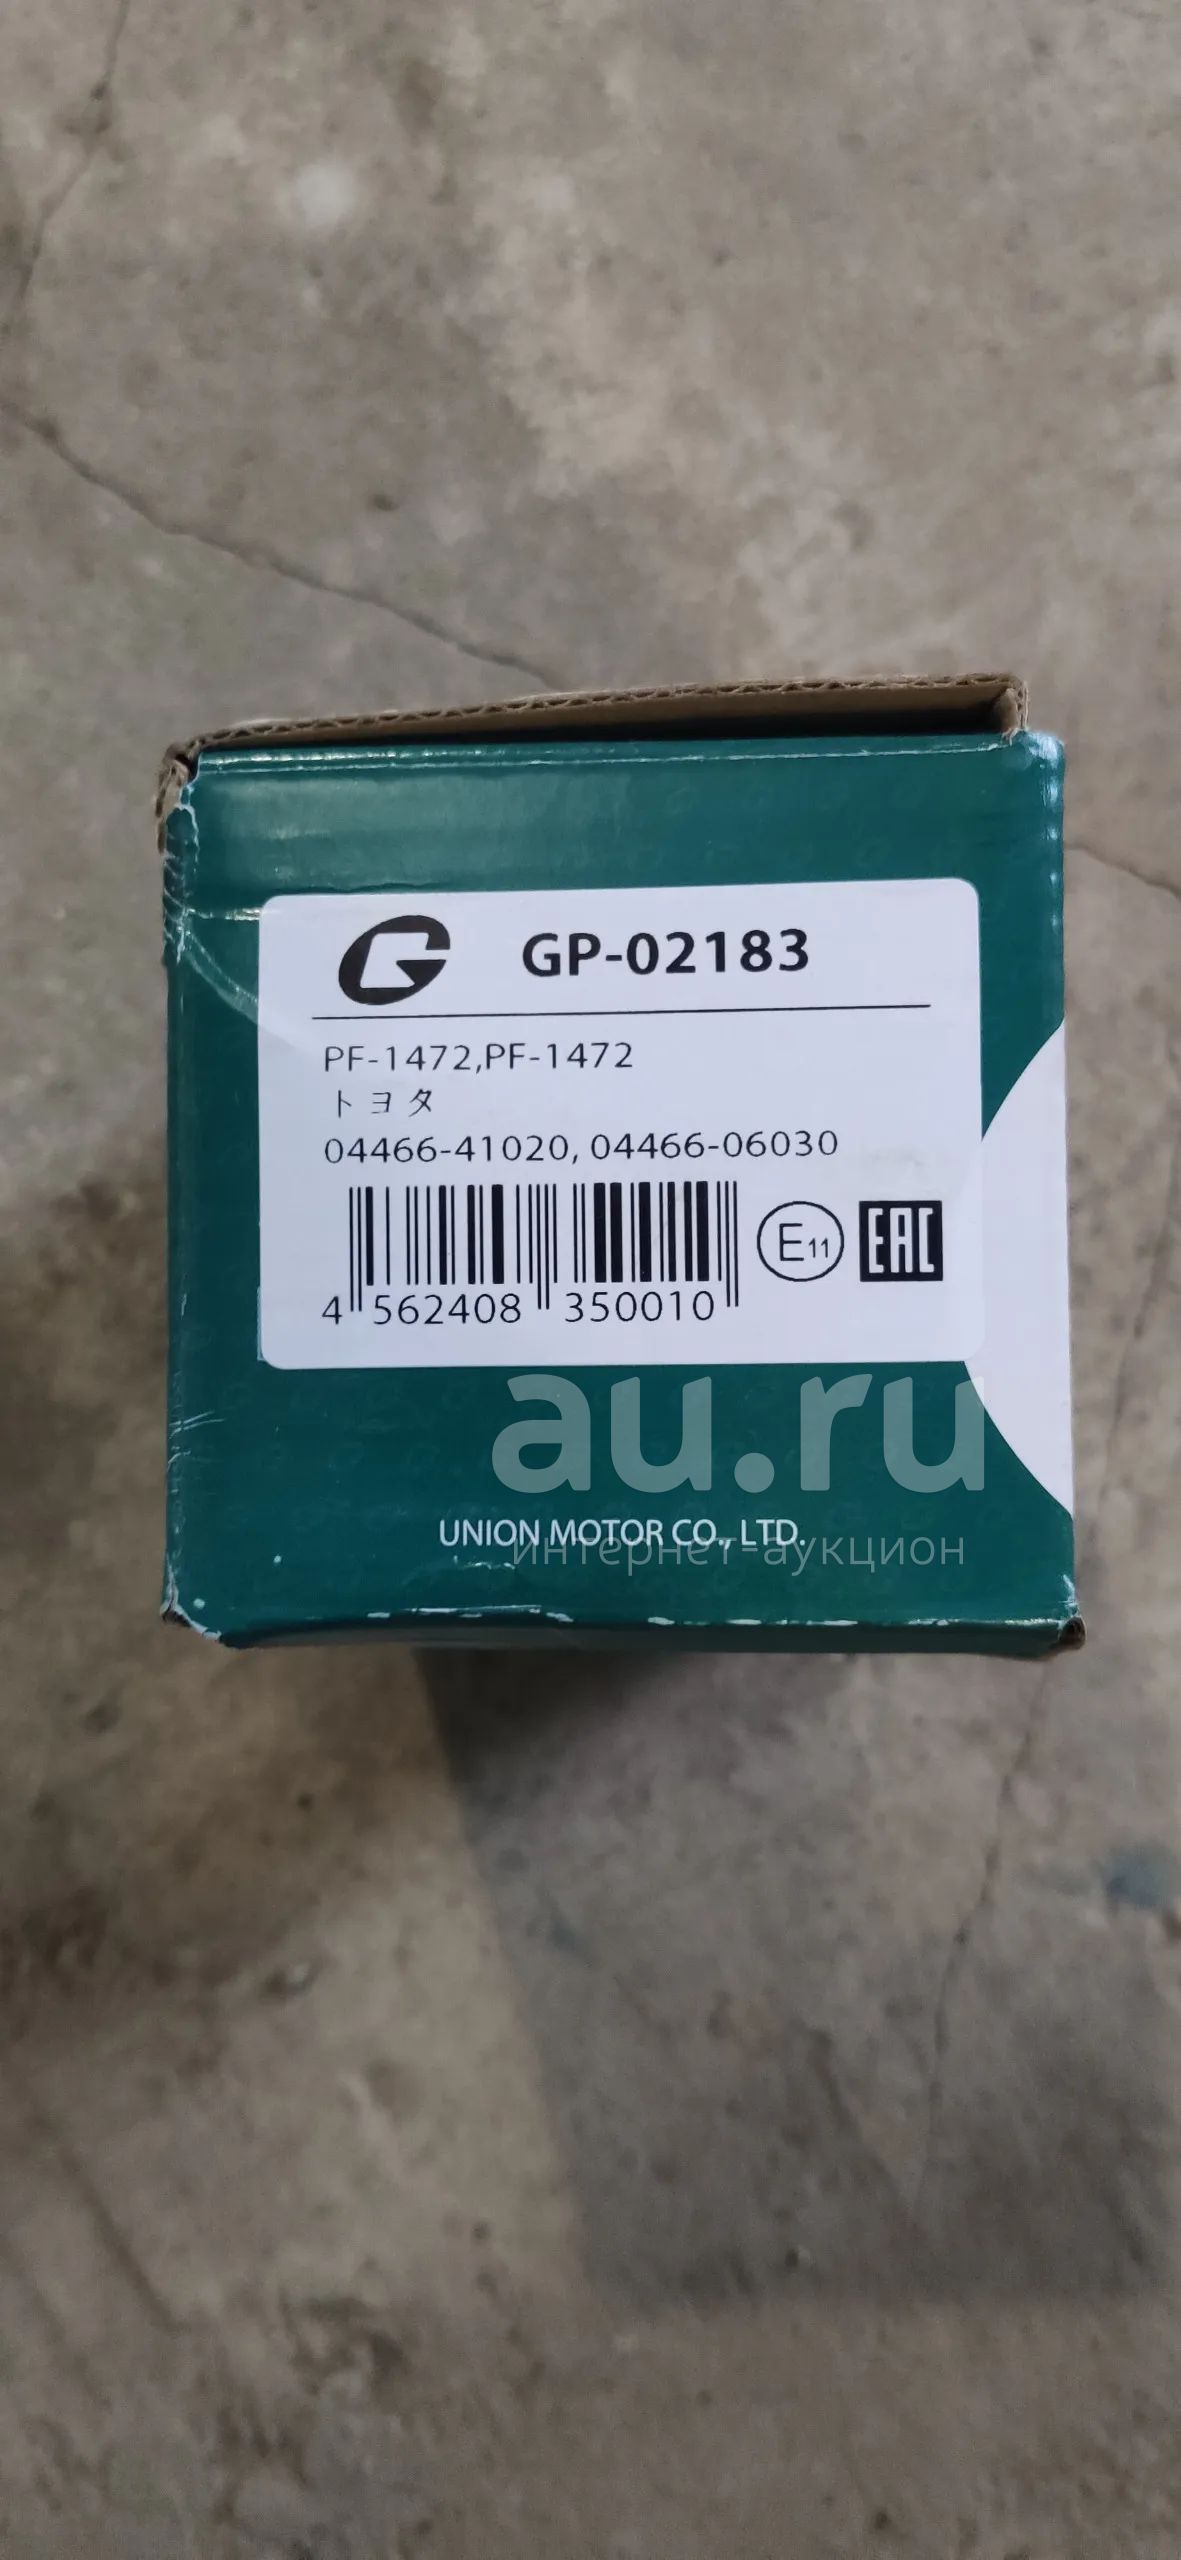 GP-02183
PF-1472,PF-1472
トヨタ
04466-41020, 04466-06030
E11 EAC
4 562408 350010
au.ru
UNION MOTOR CO., LTD.
интернет-аукцион